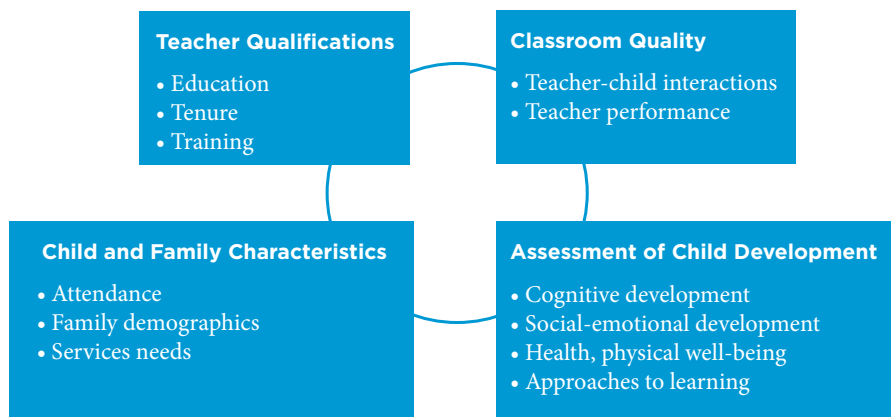 Teacher Qualifications
• Education
• Tenure
• Training
Classroom Quality
• Teacher-child interactions
• Teacher performance
Child and Family Characteristics
• Attendance
• Family demographics
• Services needs
Assessment of Child Development
• Cognitive development
• Social-emotional development
• Health, physical well-being
• Approaches to learning